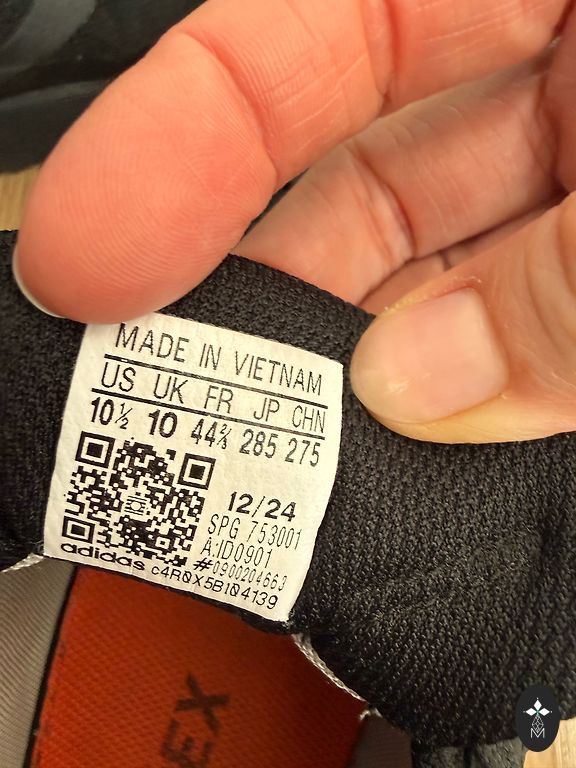 MADE IN VIETNAM
US UK FR JP CHN
10½ 10 44⅔ 285 275
12/24
SPG 753001
A:ID0901
#0900204663
adidas c4R0X5B104139
EX
M